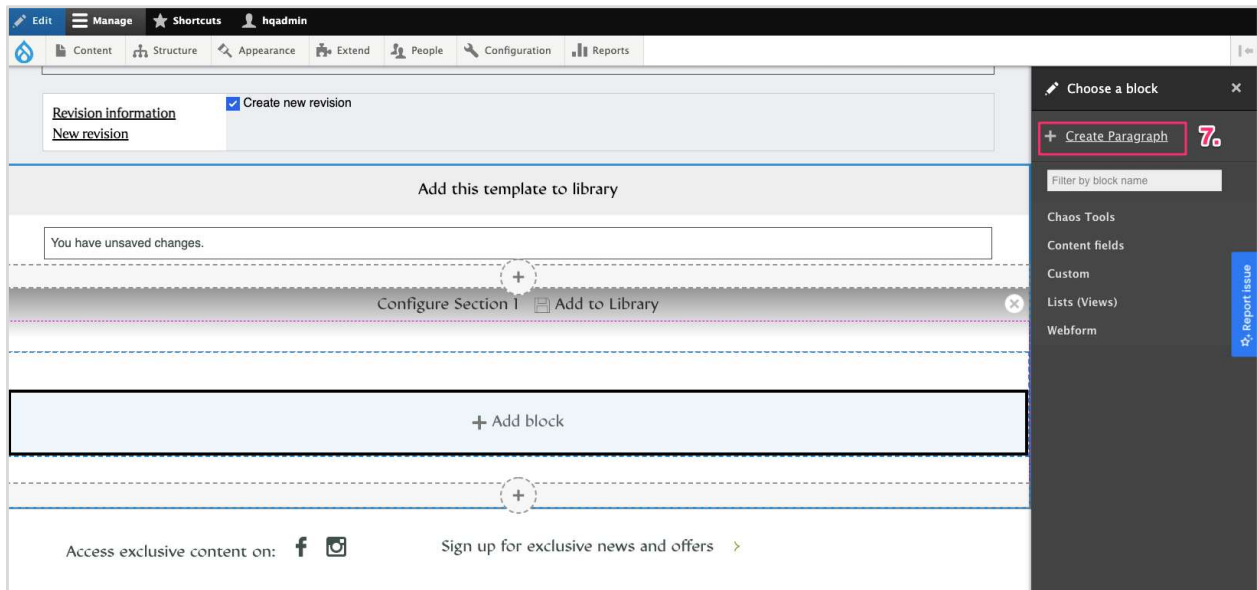 Edit Manage Shortcuts hqadmin
Content Structure Appearance Extend People Configuration Reports
Revision information
New revision
Create new revision
Add this template to library
You have unsaved changes.
+
Configure Section 1 Add to Library
+ Add block
+
Access exclusive content on:
Sign up for exclusive news and offers >
Choose a block
+ Create Paragraph 7.
Filter by block name
Chaos Tools
Content fields
Custom
Lists (Views)
Webform
Report issue